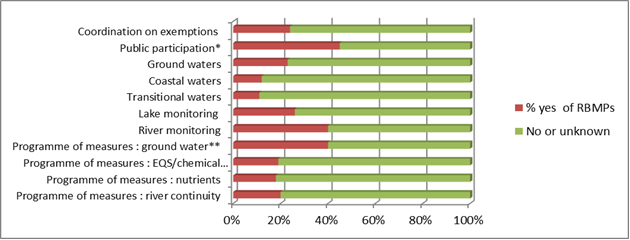 Coordination on exemptions
Public participation*
Ground waters
Coastal waters
Transitional waters
Lake monitoring
River monitoring
Programme of measures : ground water**
Programme of measures : EQS/chemical...
Programme of measures : nutrients
Programme of measures : river continuity
0% 20% 40% 60% 80% 100%
% yes of RBMPs
No or unknown